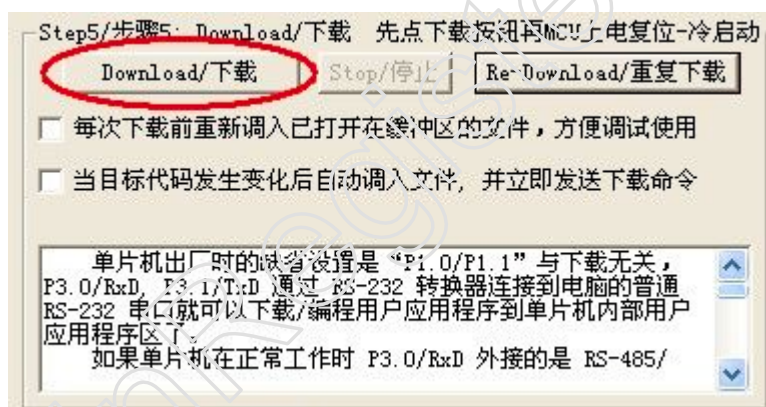 Step5/步骤5: Download/下载 先点下载按钮再MCU上电复位-冷启动
Download/下载 Stop/停止 Re-Download/重复下载
每次下载前重新调入已打开在缓冲区的文件，方便调试使用
当目标代码发生变化后自动调入文件, 并立即发送下载命令
单片机出厂时的缺省设置是 “P1.0/P1.1” 与下载无关，
P3.0/RxD, P3.1/TxD 通过 RS-232 转换器连接到电脑的普通
RS-232 串口就可以下载/编程用户应用程序到单片机内部用户
应用程序区了。
如果单片机在正常工作时 P3.0/RxD 外接的是 RS-485/